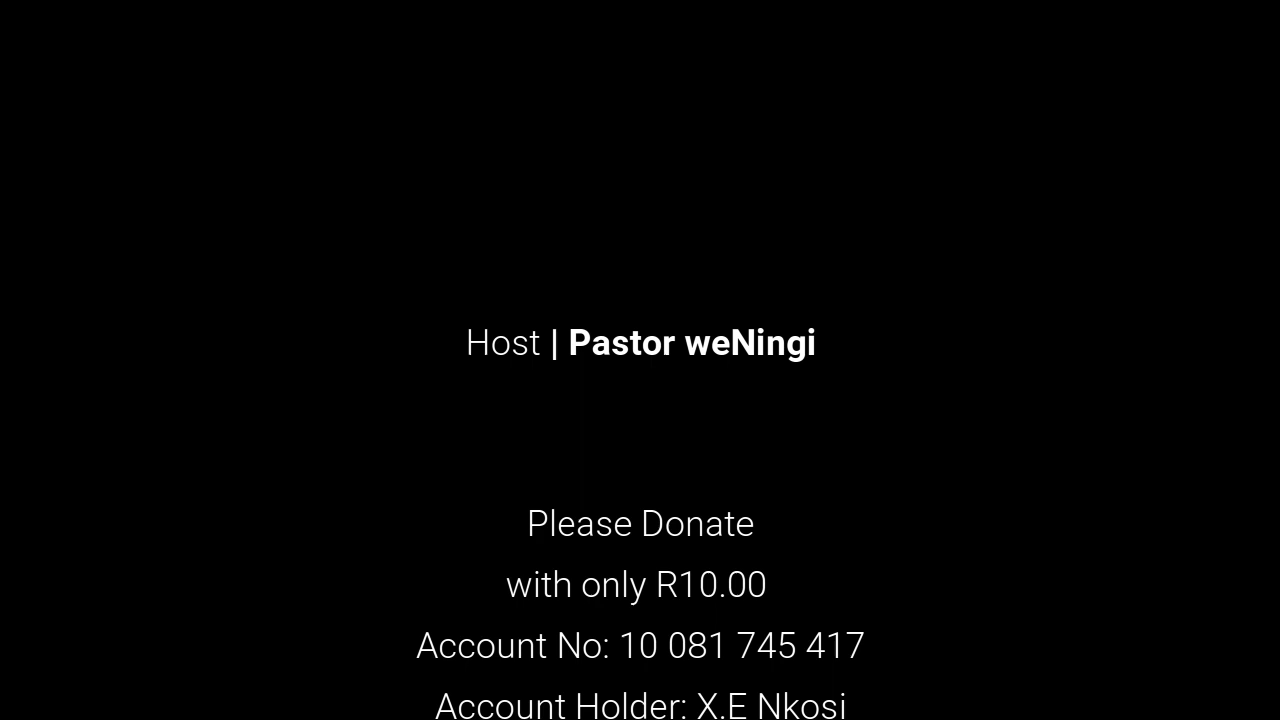 Host | Pastor weNingi
Please Donate
with only R10.00
Account No: 10 081 745 417
Account Holder: X.E Nkosi